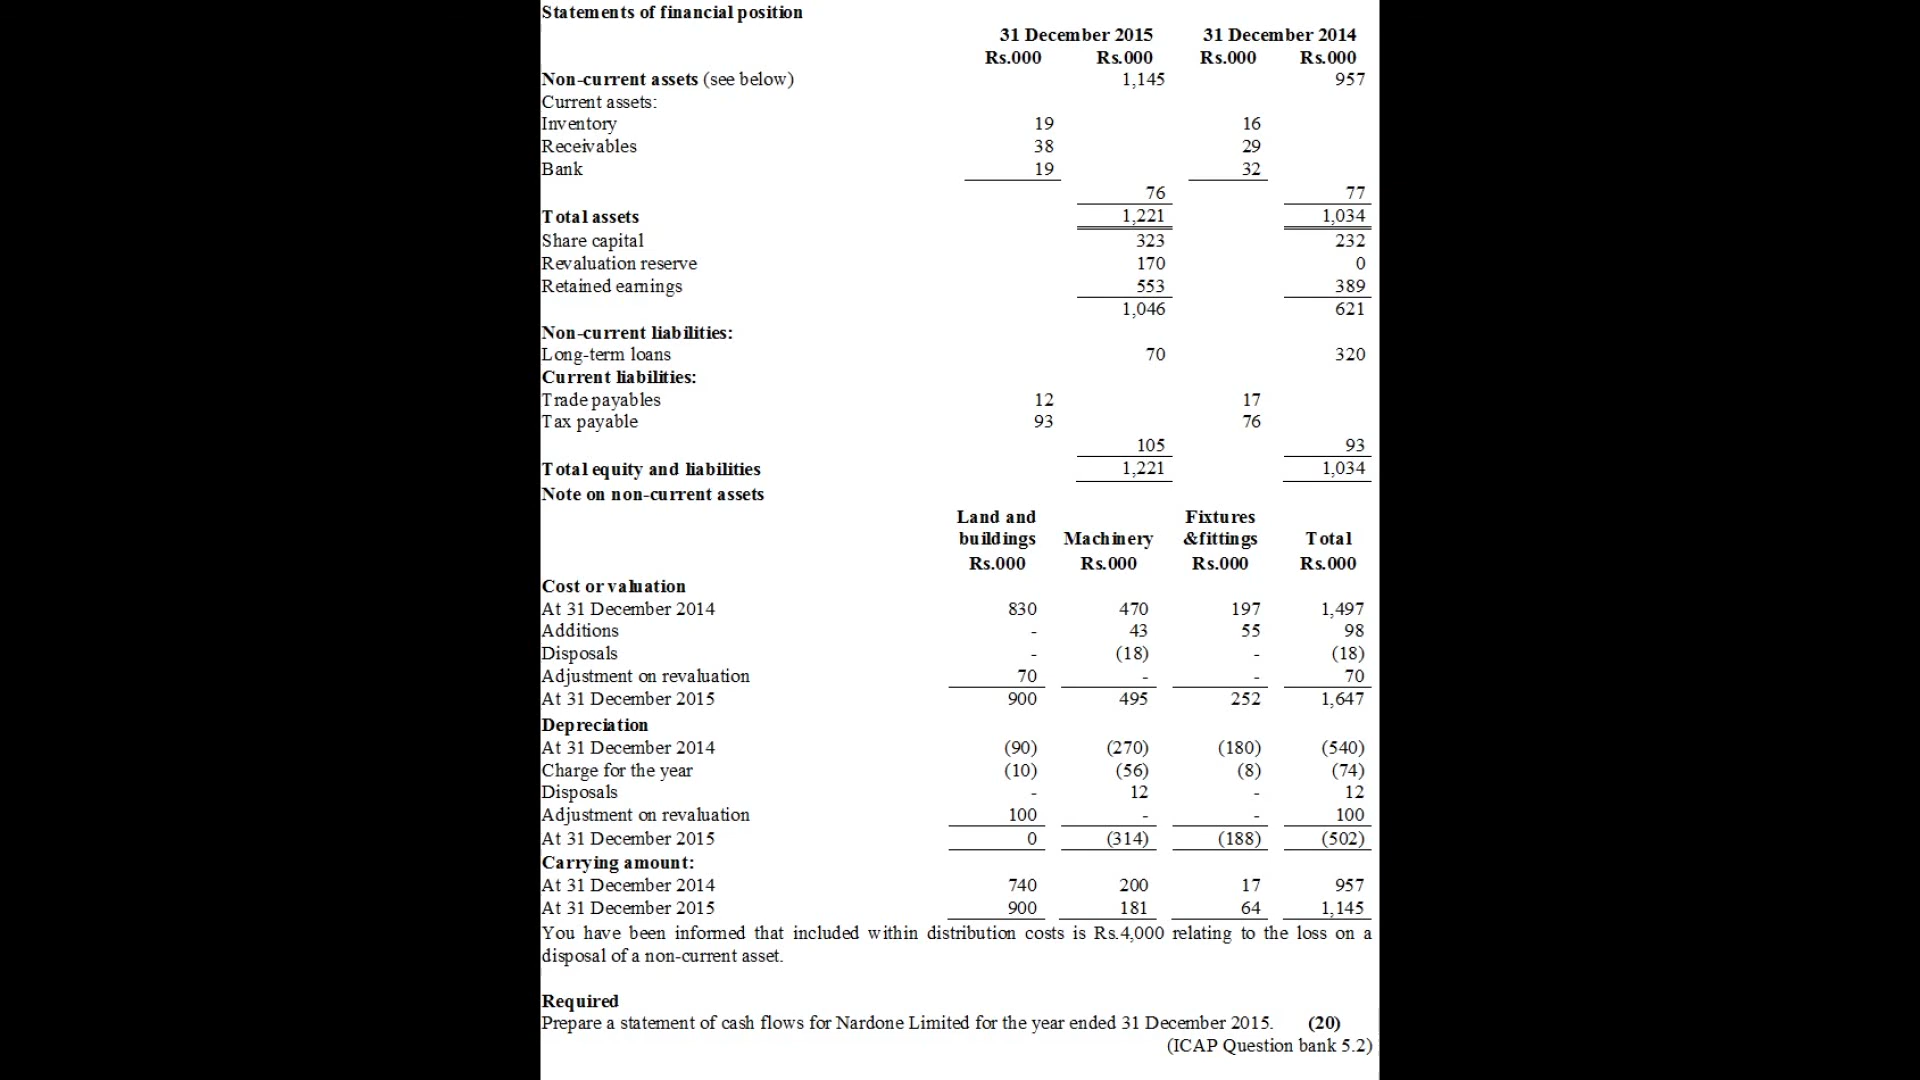 Statements of financial position
31 December 2015 31 December 2014
Rs.000 Rs.000 Rs.000 Rs.000
Non-current assets (see below) 1,145 957
Current assets:
Inventory 19 16
Receivables 38 29
Bank 19 32
76 77
Total assets 1,221 1,034
Share capital 323 232
Revaluation reserve 170 0
Retained earnings 553 389
1,046 621
Non-current liabilities:
Long-term loans 70 320
Current liabilities:
Trade payables 12 17
Tax payable 93 76
105 93
Total equity and liabilities 1,221 1,034
Note on non-current assets
Land and Fixtures
buildings Machinery &fittings Total
Rs.000 Rs.000 Rs.000 Rs.000
Cost or valuation
At 31 December 2014 830 470 197 1,497
Additions - 43 55 98
Disposals - (18) - (18)
Adjustment on revaluation 70 - - 70
At 31 December 2015 900 495 252 1,647
Depreciation
At 31 December 2014 (90) (270) (180) (540)
Charge for the year (10) (56) (8) (74)
Disposals - 12 - 12
Adjustment on revaluation 100 - - 100
At 31 December 2015 0 (314) (188) (502)
Carrying amount:
At 31 December 2014 740 200 17 957
At 31 December 2015 900 181 64 1,145
You have been informed that included within distribution costs is Rs.4,000 relating to the loss on a
disposal of a non-current asset.
Required
Prepare a statement of cash flows for Nardone Limited for the year ended 31 December 2015. (20)
(ICAP Question bank 5.2)